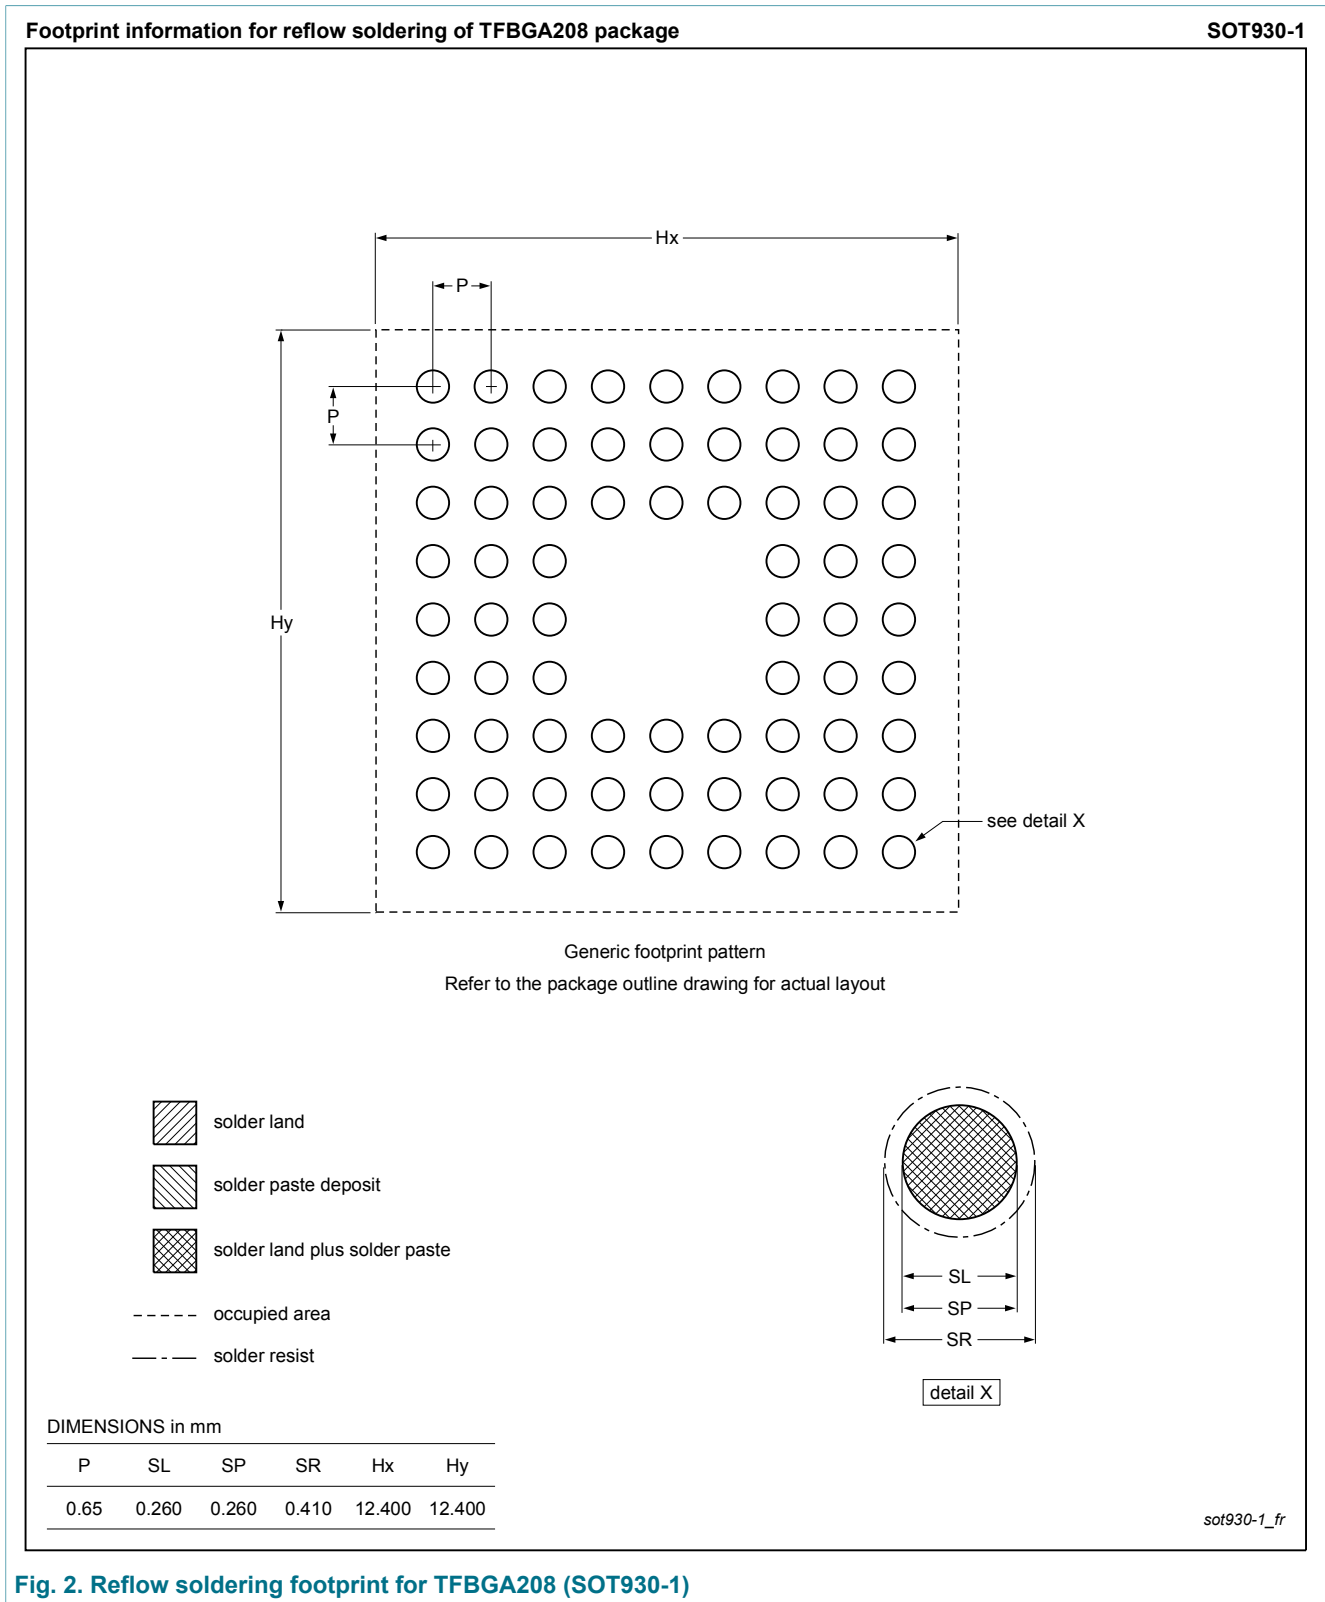 Footprint information for reflow soldering of TFBGA208 package SOT930-1
Hx
P
P
Hy
see detail X
Generic footprint pattern
Refer to the package outline drawing for actual layout
solder land
solder paste deposit
solder land plus solder paste
occupied area
solder resist
SL
SP
SR
detail X
DIMENSIONS in mm
P SL SP SR Hx Hy
0.65 0.260 0.260 0.410 12.400 12.400
sot930-1_fr
Fig. 2. Reflow soldering footprint for TFBGA208 (SOT930-1)